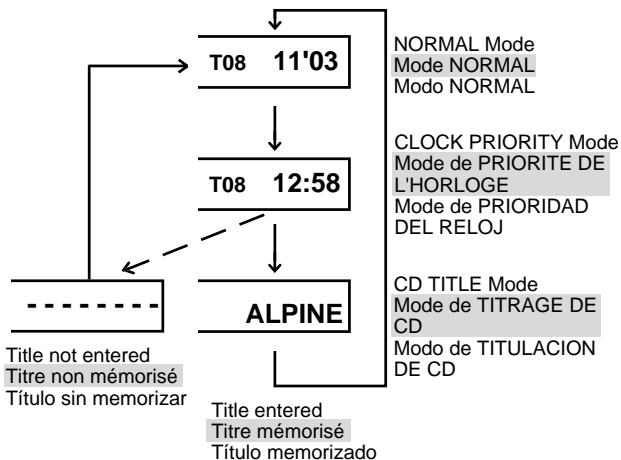 T08 11'03
NORMAL Mode
Mode NORMAL
Modo NORMAL
T08 12:58
CLOCK PRIORITY Mode
Mode de PRIORITE DE
L'HORLOGE
Mode de PRIORIDAD
DEL RELOJ
--------
Title not entered
Titre non mémorisé
Título sin memorizar
ALPINE
CD TITLE Mode
Mode de TITRAGE DE
CD
Modo de TITULACION
DE CD
Title entered
Titre mémorisé
Título memorizado